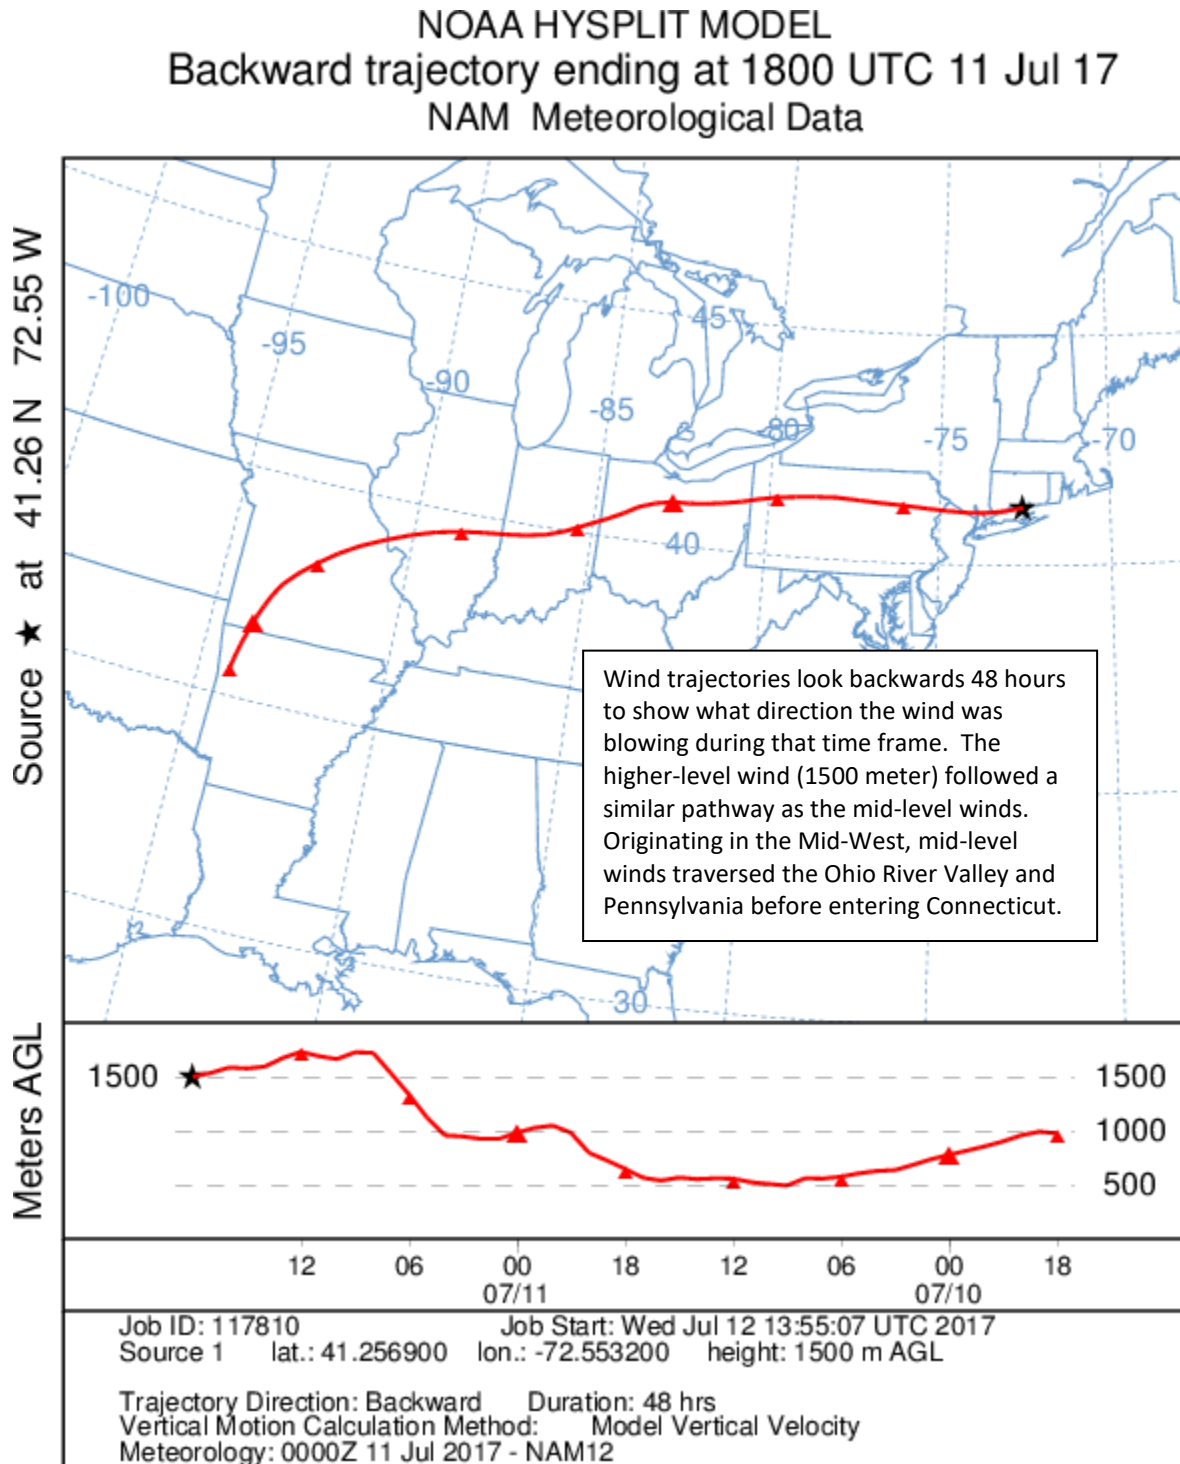 NOAA HYSPLIT MODEL
Backward trajectory ending at 1800 UTC 11 Jul 17
NAM Meteorological Data
Source ★ at 41.26 N 72.55 W
-100
-95
-90
-85
45
80
-75
-70
40
30
Wind trajectories look backwards 48 hours
to show what direction the wind was
blowing during that time frame. The
higher-level wind (1500 meter) followed a
similar pathway as the mid-level winds.
Originating in the Mid-West, mid-level
winds traversed the Ohio River Valley and
Pennsylvania before entering Connecticut.
Meters AGL
1500
1500
1000
500
12 06 00 18 12 06 00 18
07/11 07/10
Job ID: 117810 Job Start: Wed Jul 12 13:55:07 UTC 2017
Source 1 lat.: 41.256900 lon.: -72.553200 height: 1500 m AGL
Trajectory Direction: Backward Duration: 48 hrs
Vertical Motion Calculation Method: Model Vertical Velocity
Meteorology: 0000Z 11 Jul 2017 - NAM12